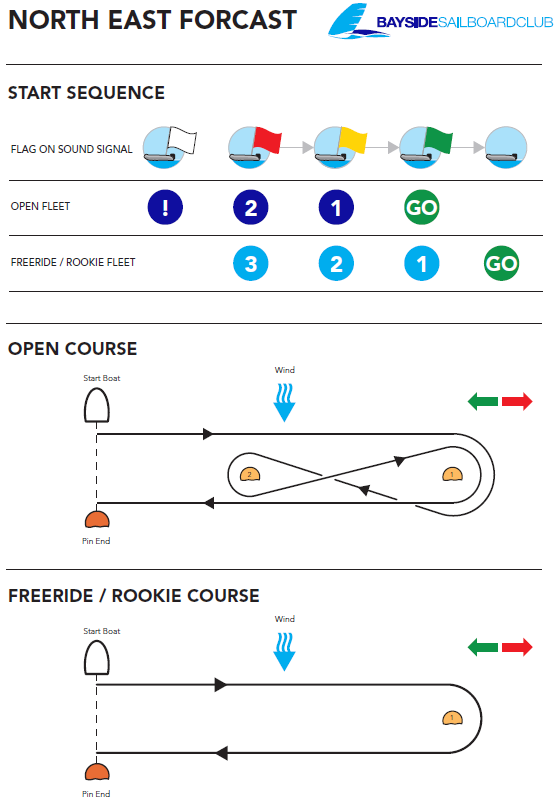 NORTH EAST FORCAST
BAYSIDESAILBOARDCLUB
START SEQUENCE
FLAG ON SOUND SIGNAL
OPEN FLEET ! 2 1 GO
FREERIDE / ROOKIE FLEET 3 2 1 GO
OPEN COURSE
Wind
Start Boat
2 1
Pin End
FREERIDE / ROOKIE COURSE
Wind
Start Boat
1
Pin End